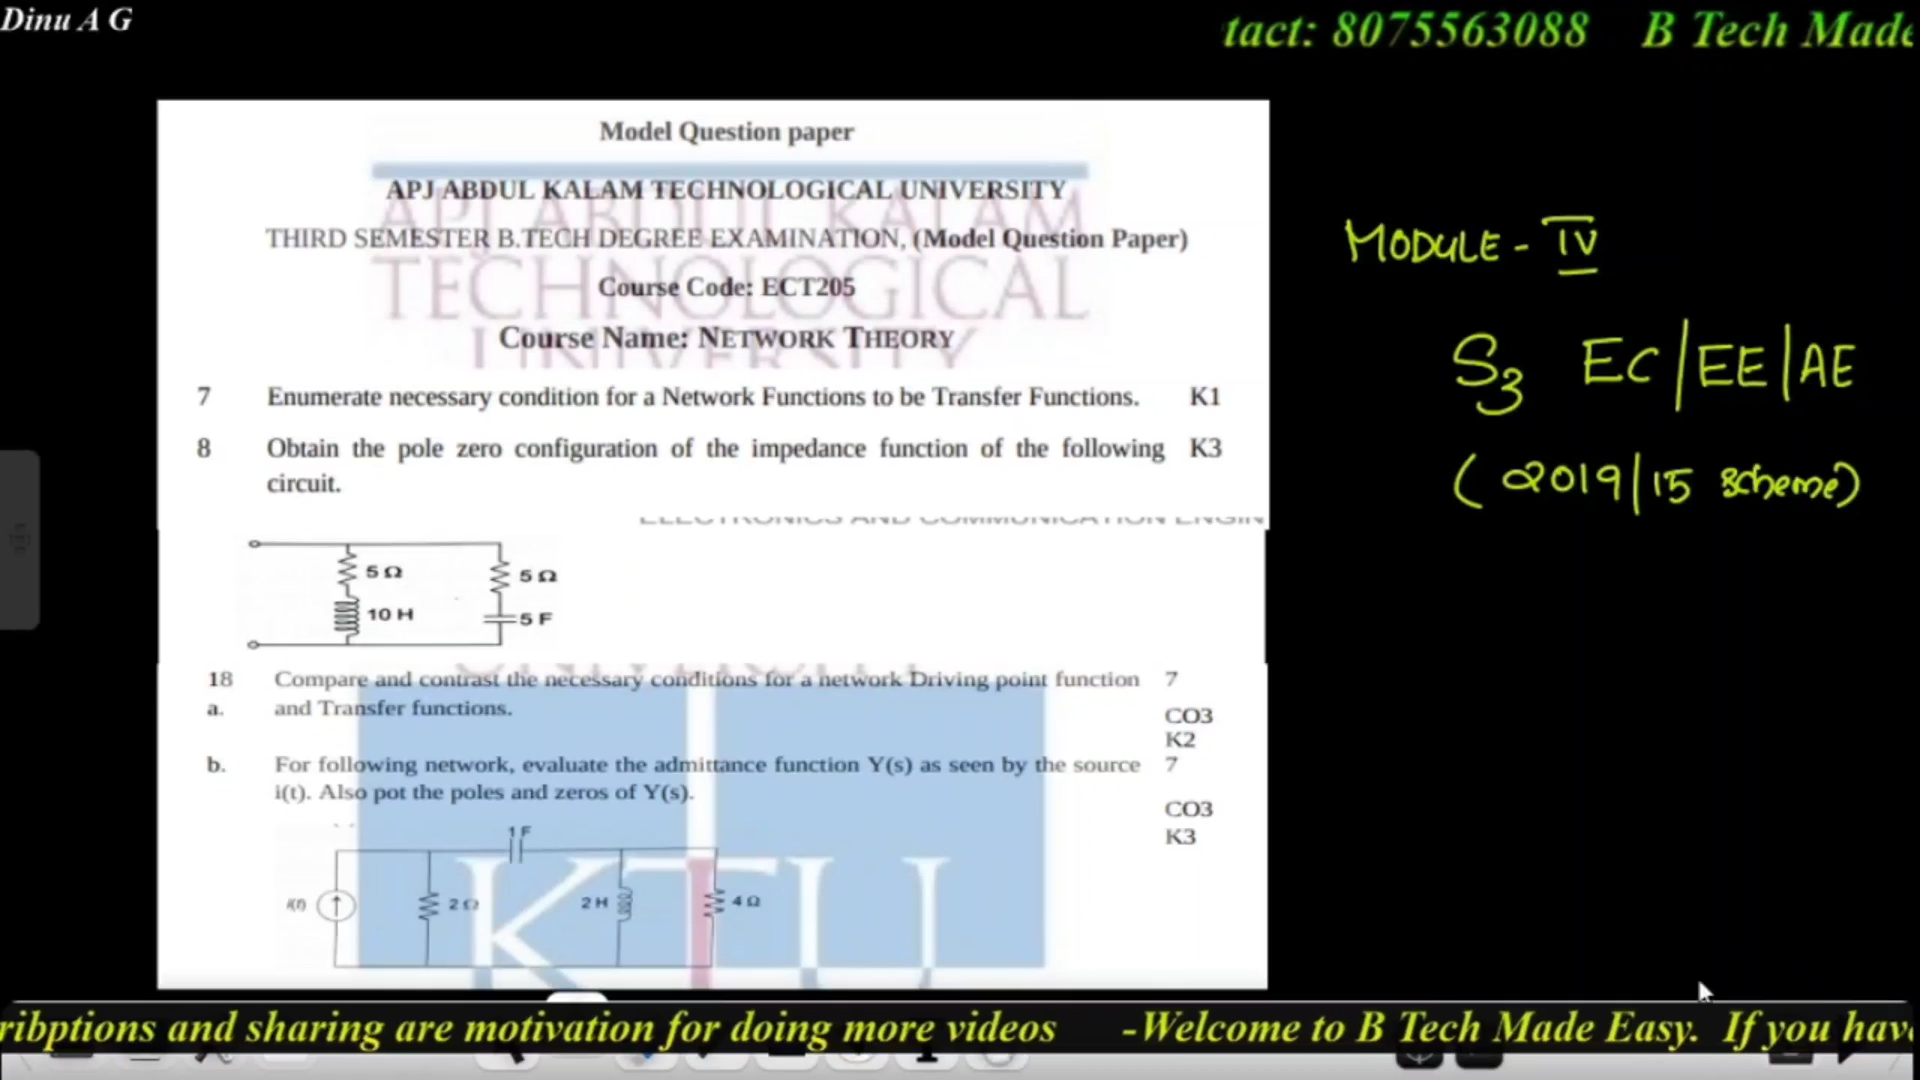 Dinu A G
tact: 8075563088 B Tech Made
Model Question paper
APJ ABDUL KALAM TECHNOLOGICAL UNIVERSITY
THIRD SEMESTER B.TECH DEGREE EXAMINATION, (Model Question Paper)
Course Code: ECT205
Course Name: NETWORK THEORY
7 Enumerate necessary condition for a Network Functions to be Transfer Functions. K1
8 Obtain the pole zero configuration of the impedance function of the following K3
circuit.
ELECTRONICS AND COMMUNICATION ENGIN
5 Ω 5 Ω
10 H 5 F
18 Compare and contrast the necessary conditions for a network Driving point function 7
a. and Transfer functions.
CO3
K2
b. For following network, evaluate the admittance function Y(s) as seen by the source 7
i(t). Also pot the poles and zeros of Y(s).
CO3
K3
1 F
i(t) 2 Ω 2 H 4 Ω
KTU
MODULE - IV
S3 EC/EE/AE
(2019/15 scheme)
ribptions and sharing are motivation for doing more videos -Welcome to B Tech Made Easy. If you hav